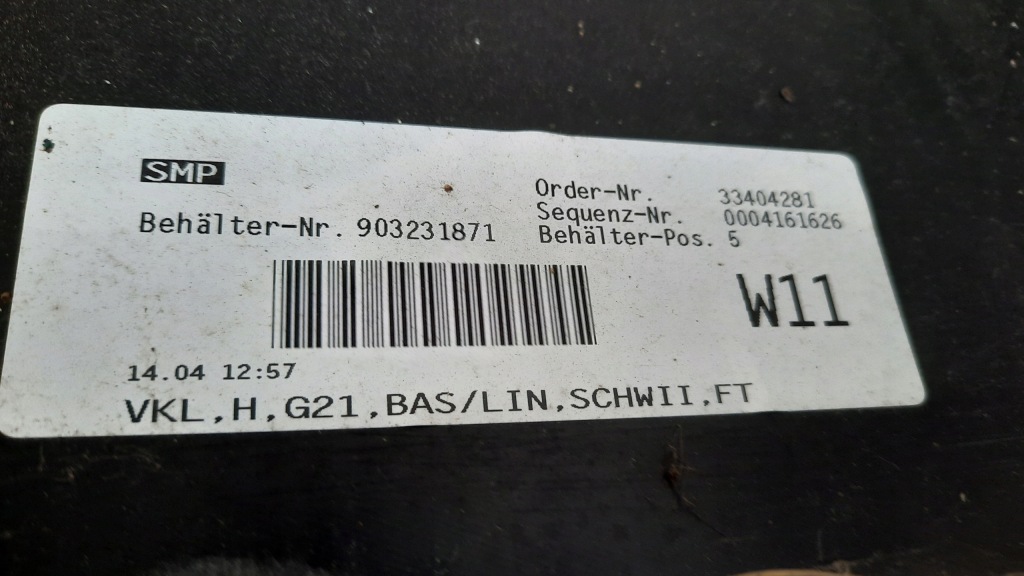 SMP
Behälter-Nr. 903231871
Order-Nr. 33404281
Sequenz-Nr. 0004161626
Behälter-Pos. 5
W11
14.04 12:57
VKL,H,G21,BAS/LIN,SCHWII,FT